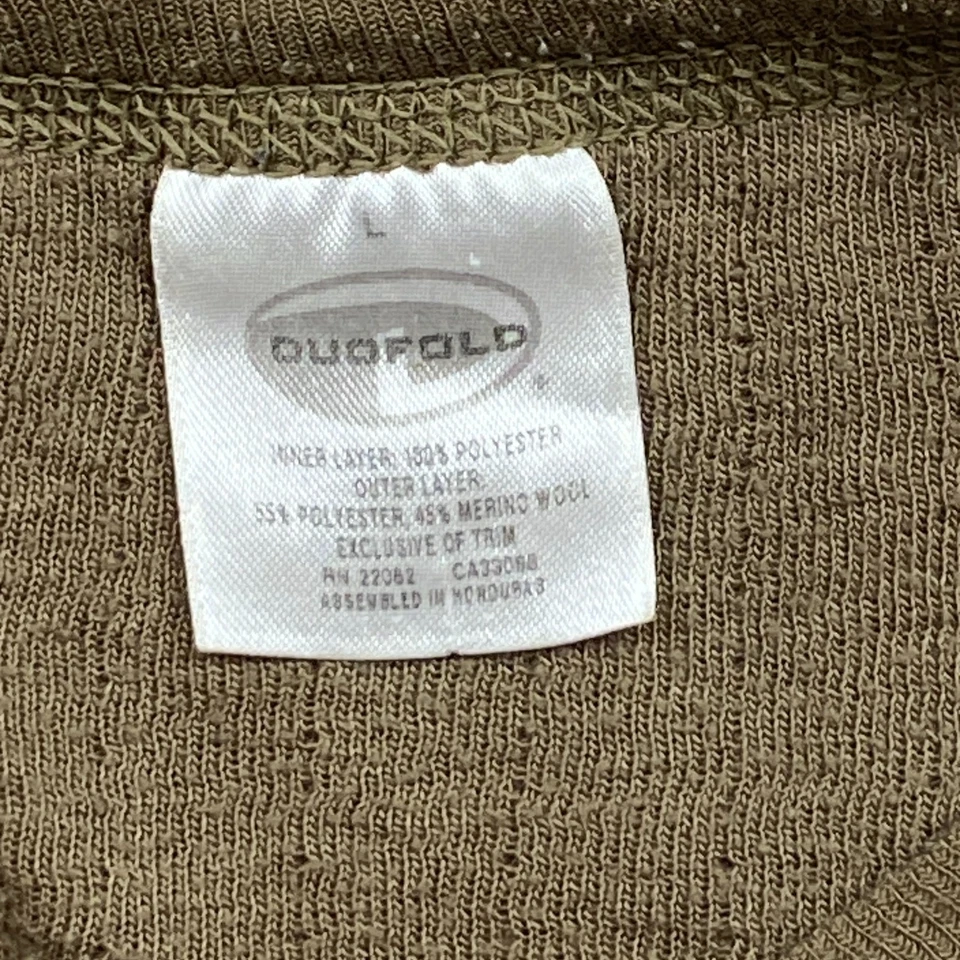 L
DUOFOLD
INNER LAYER: 100% POLYESTER
OUTER LAYER:
55% POLYESTER, 45% MERINO WOOL
EXCLUSIVE OF TRIM
RN 22062
ASSEMBLED IN HONDURAS